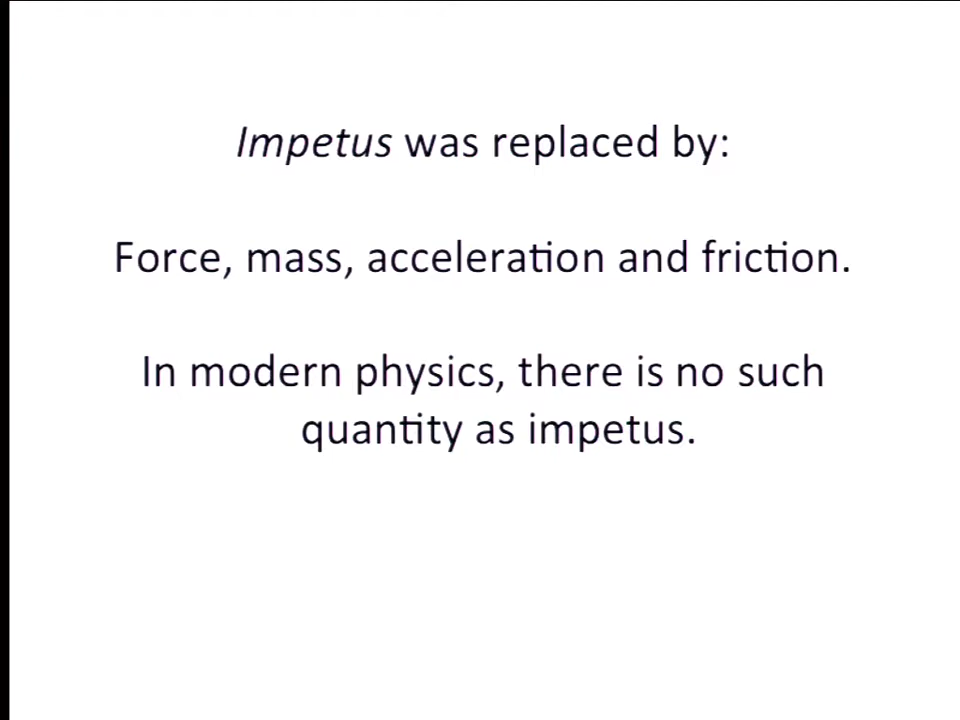 Impetus was replaced by:
Force, mass, acceleration and friction.
In modern physics, there is no such
quantity as impetus.